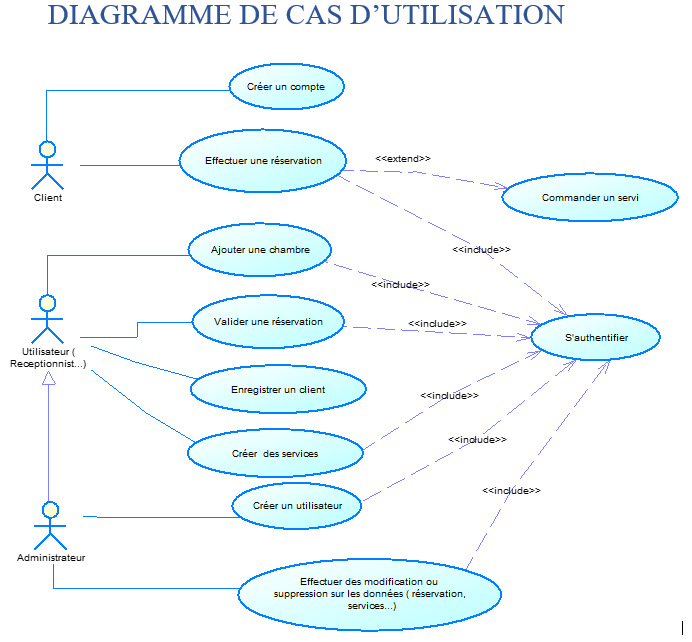 DIAGRAMME DE CAS D’UTILISATION
Créer un compte
Effectuer une réservation
<<extend>>
Commander un servi
Client
Ajouter une chambre
<<include>>
<<include>>
Valider une réservation
<<include>>
S'authentifier
Utilisateur (
Receptionnist...)
Enregistrer un client
<<include>>
Créer  des services
<<include>>
Créer un utilisateur
<<include>>
Administrateur
Effectuer des modification ou
suppression sur les données ( réservation,
services...)